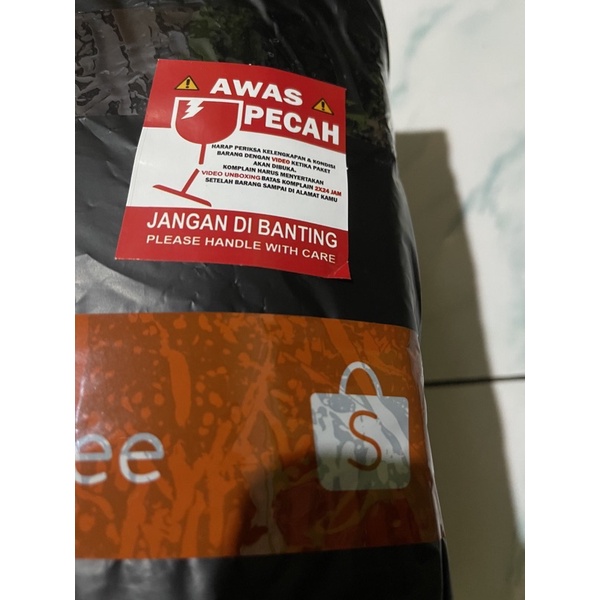 AWAS
PECAH
HARAP PERIKSA KELENGKAPAN & KONDISI
BARANG DENGAN VIDEO KETIKA PAKET
AKAN DIBUKA.
KOMPLAIN HARUS MENYERTAKAN
VIDEO UNBOXING BATAS KOMPLAIN 2X24 JAM
SETELAH BARANG SAMPAI DI ALAMAT KAMU
JANGAN DI BANTING
PLEASE HANDLE WITH CARE
ee
S